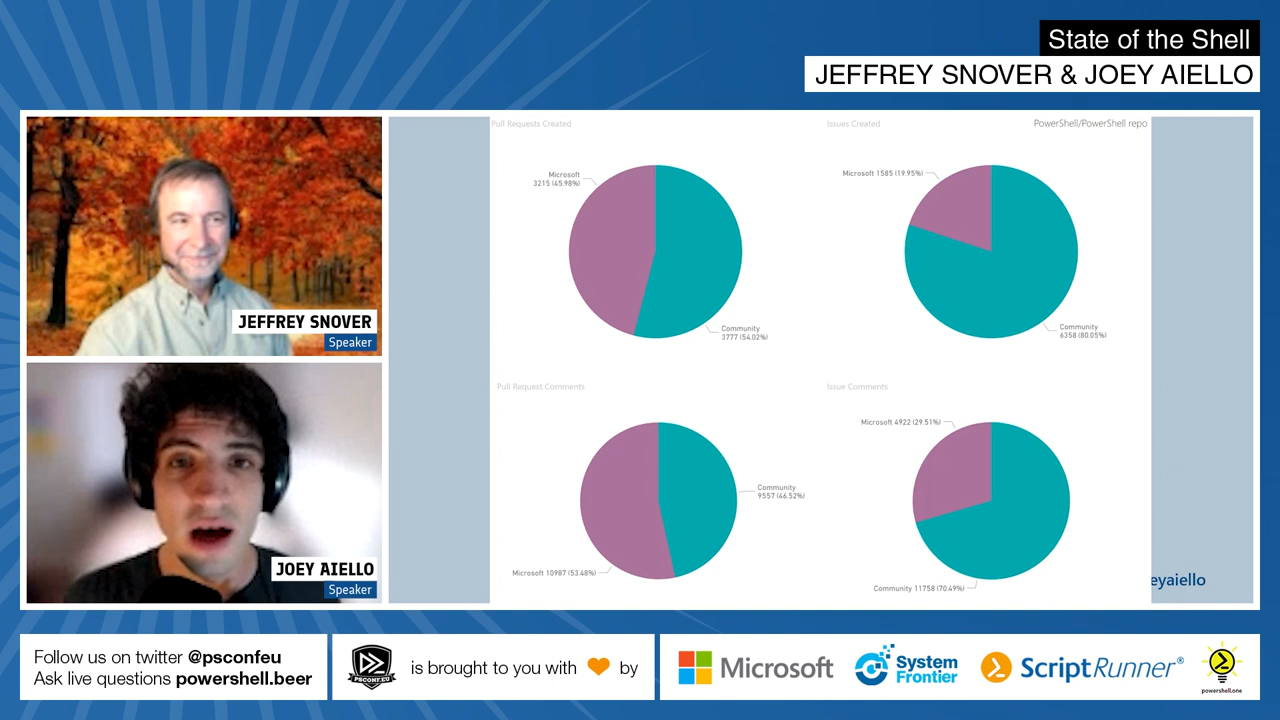 State of the Shell
JEFFREY SNOVER & JOEY AIELLO
JEFFREY SNOVER
Speaker
JOEY AIELLO
Speaker
Pull Requests Created
Issues Created
PowerShell/PowerShell repo
Microsoft
3215 (45.98%)
Community
3777 (54.02%)
Microsoft 1585 (19.95%)
Community
6358 (80.05%)
Pull Request Comments
Issue Comments
Community
9557 (46.52%)
Microsoft 10987 (53.48%)
Microsoft 4922 (29.51%)
Community 11758 (70.49%)
eyaiello
Follow us on twitter @psconfeu
Ask live questions powershell.beer
PSCONF.EU
is brought to you with
by
Microsoft
System
Frontier
ScriptRunner®
powershell.one